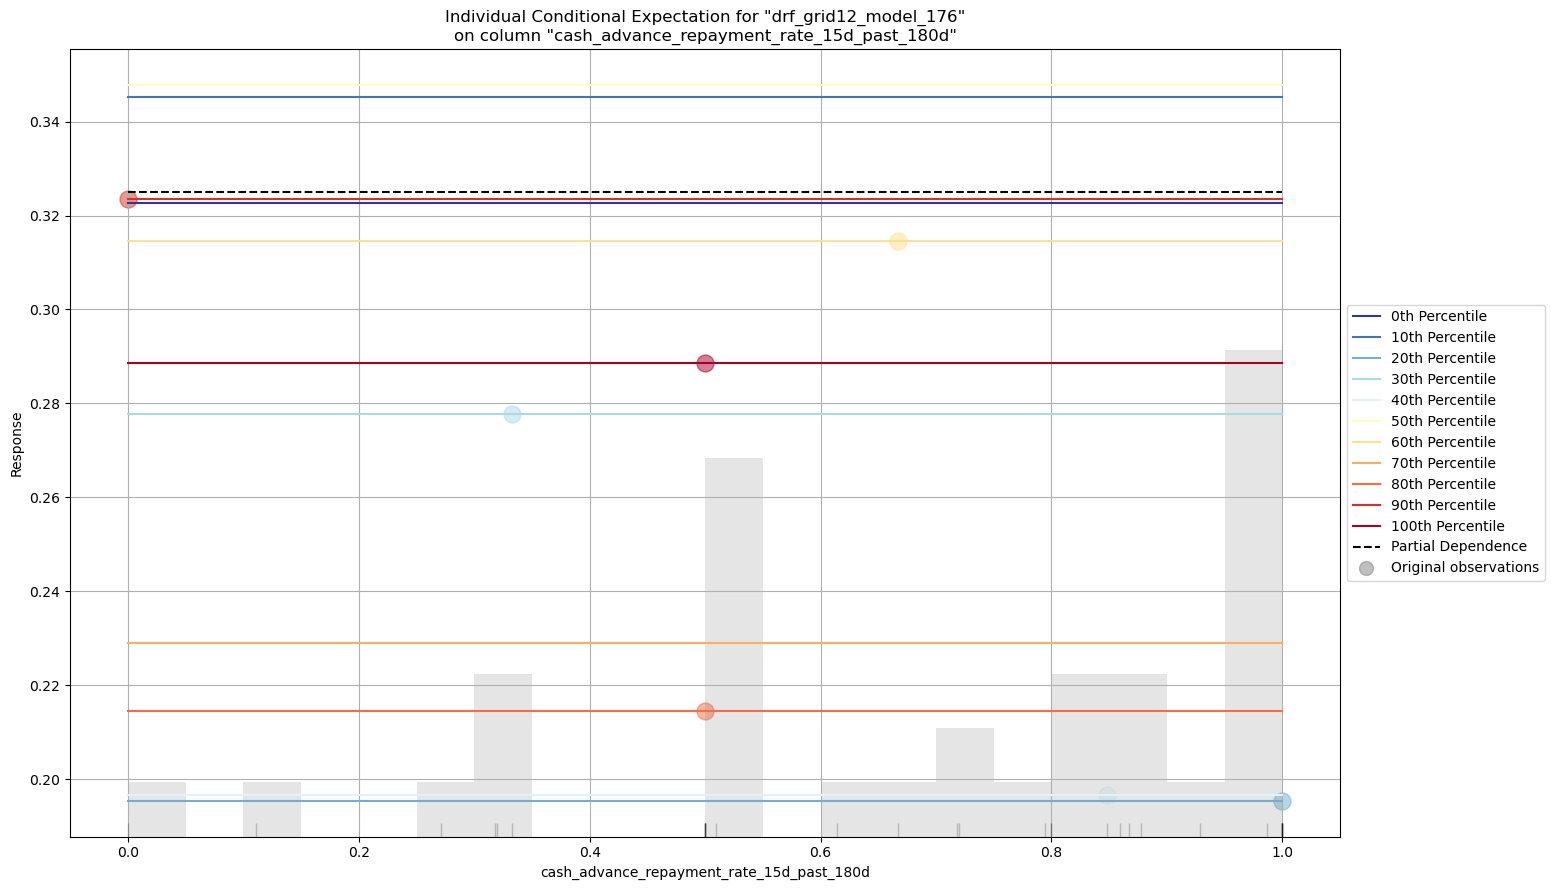 Individual Conditional Expectation for "drf_grid12_model_176"
on column "cash_advance_repayment_rate_15d_past_180d"
0.34
0.32
0.30
0.28
0.26
0.24
0.22
0.20
Response
0.0
0.2
0.4
0.6
0.8
1.0
cash_advance_repayment_rate_15d_past_180d
0th Percentile
10th Percentile
20th Percentile
30th Percentile
40th Percentile
50th Percentile
60th Percentile
70th Percentile
80th Percentile
90th Percentile
100th Percentile
Partial Dependence
Original observations